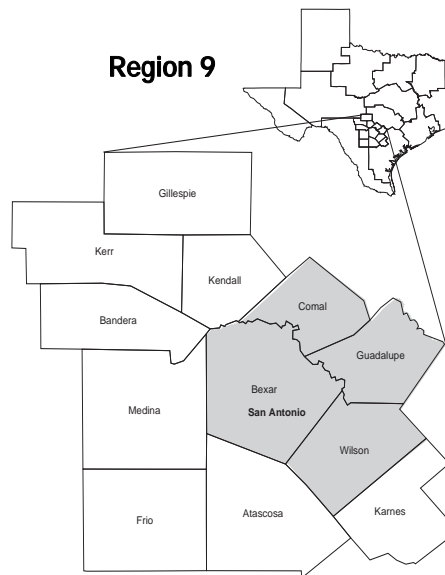 Region 9
Gillespie
Kerr
Kendall
Comal
Bandera
Guadalupe
Bexar
San Antonio
Medina
Wilson
Frio
Atascosa
Karnes